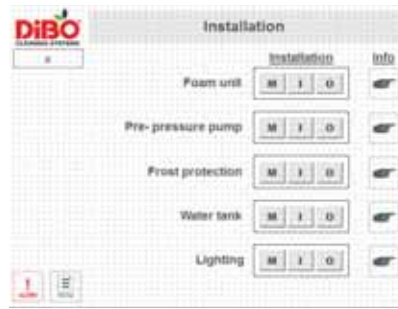 DiBO
CLEANING SYSTEMS
Installation
Installation Info
Foam unit M I O
Pre- pressure pump M I O
Frost protection M I O
Water tank M I O
Lighting M I O